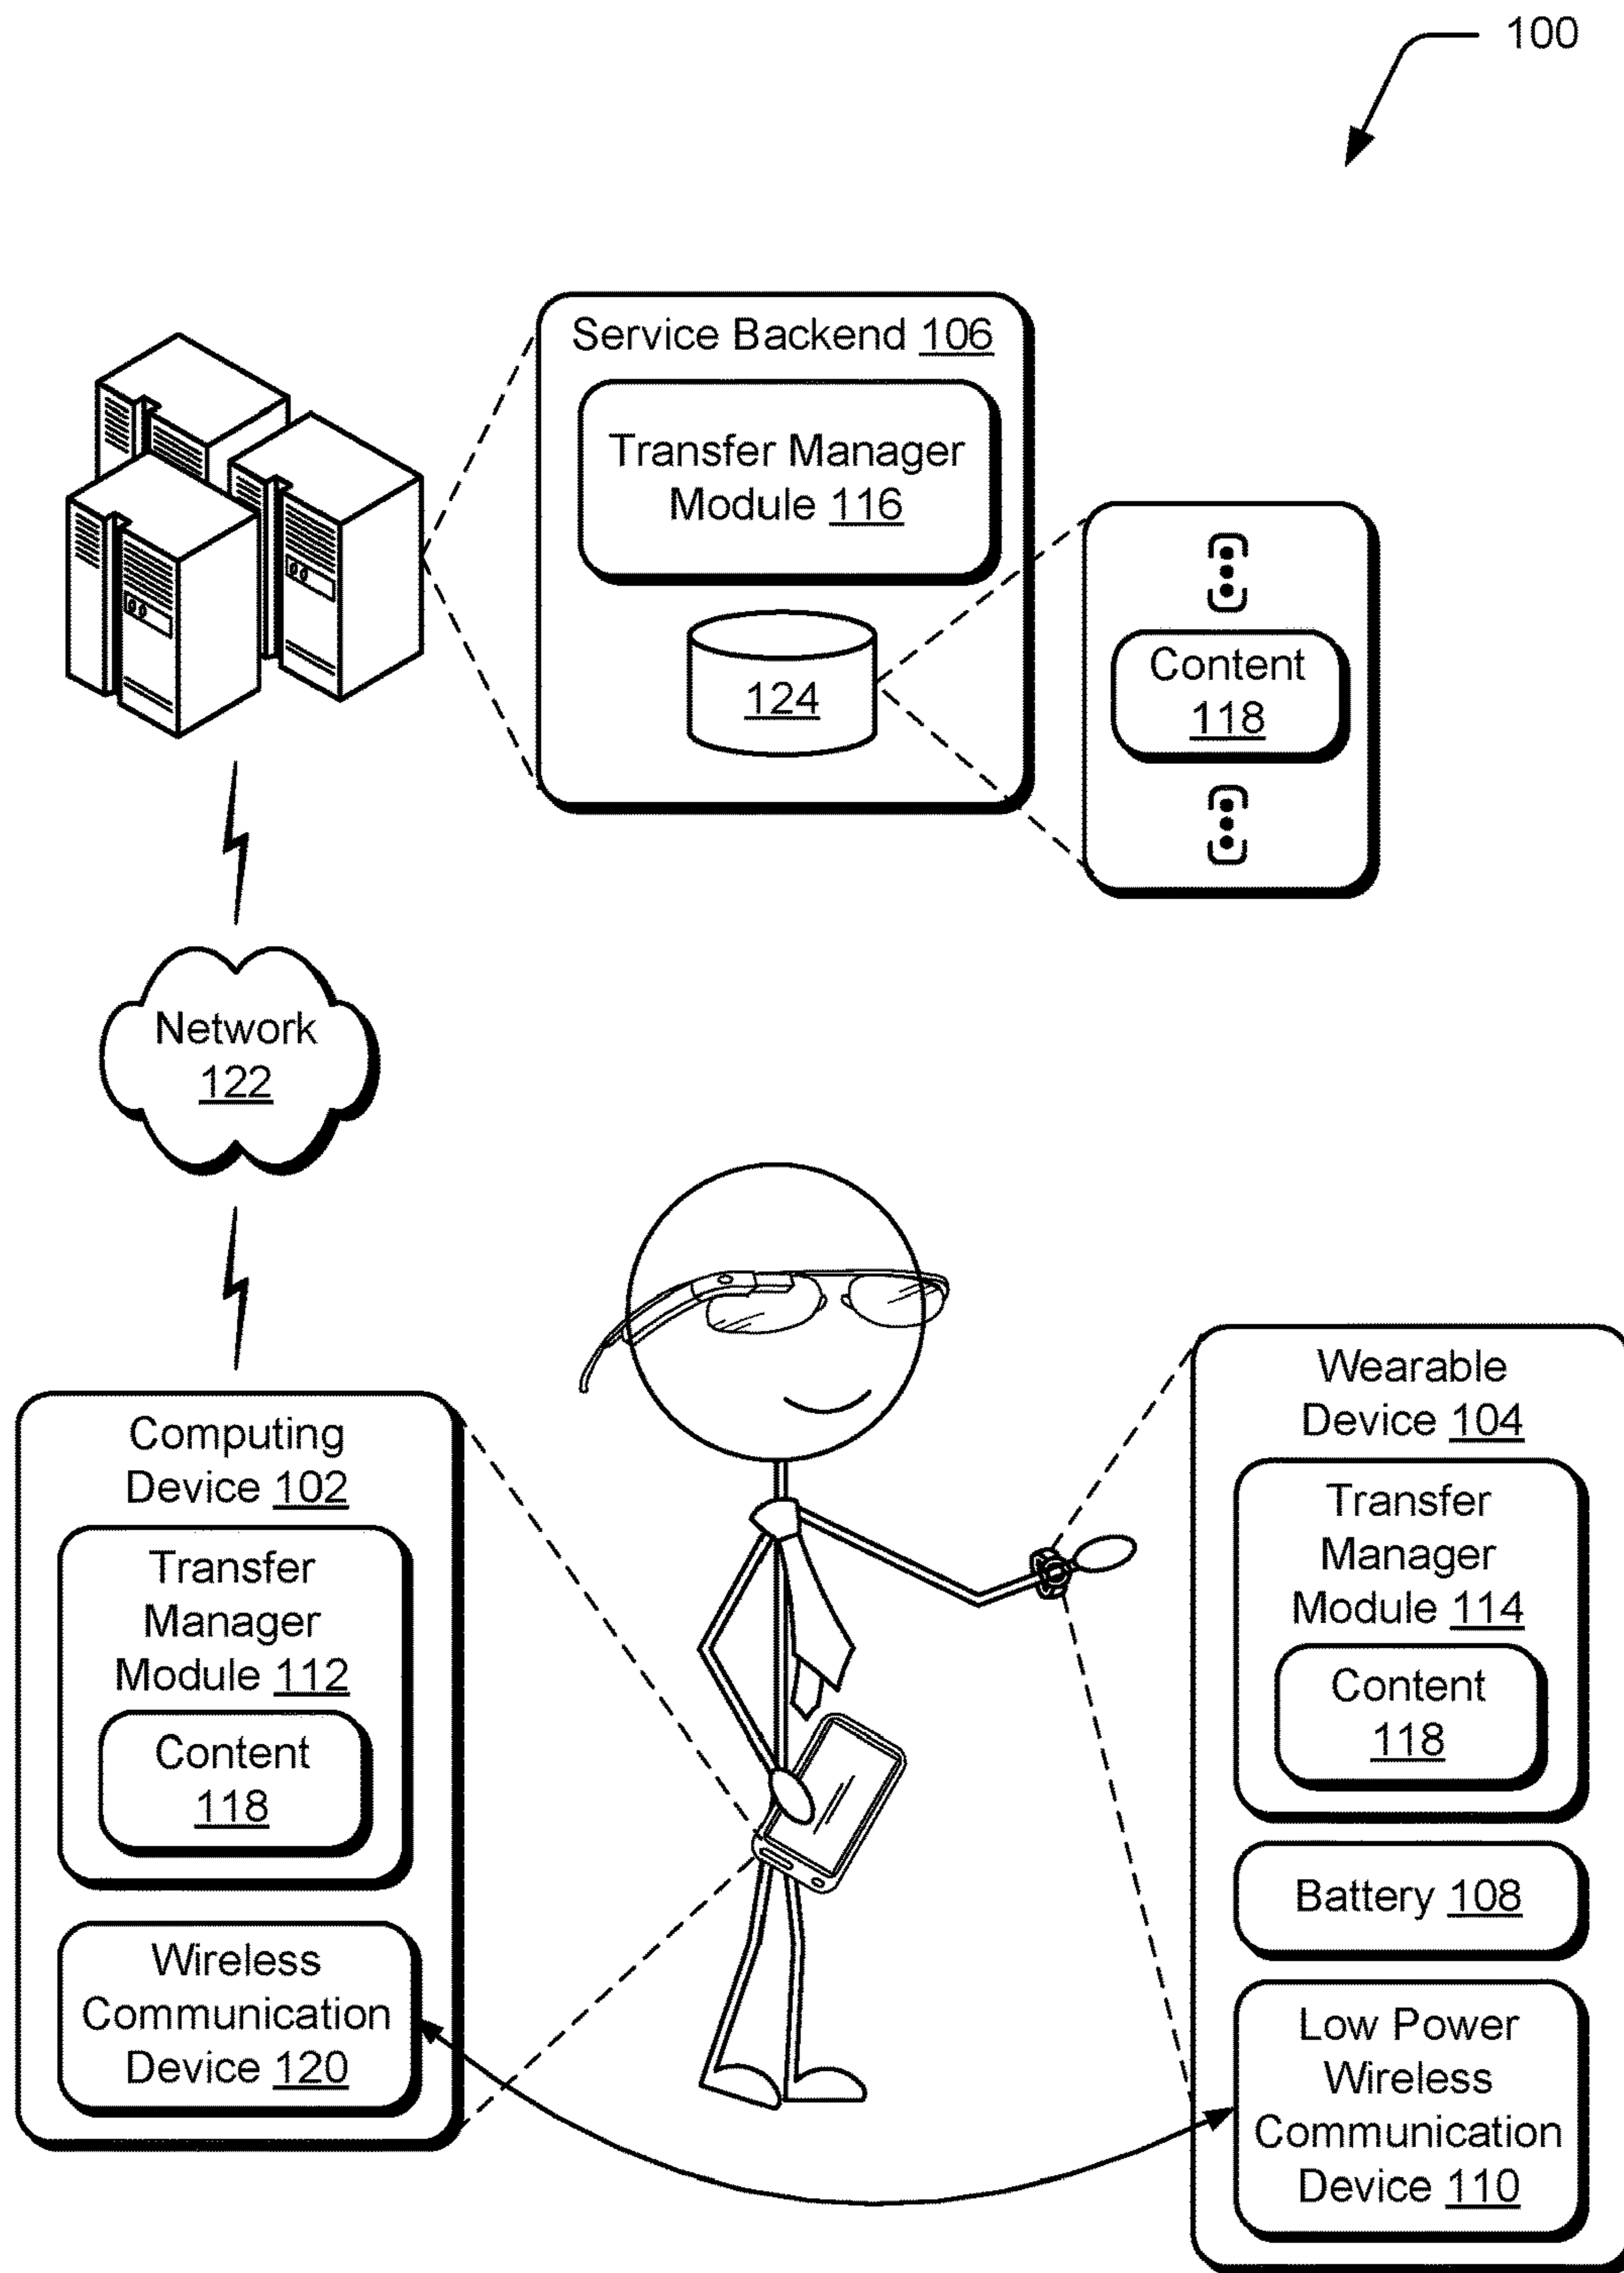 100
Service Backend 106
Transfer Manager
Module 116
124
Content
118
Network
122
Computing
Device 102
Transfer
Manager
Module 112
Content
118
Wireless
Communication
Device 120
Wearable
Device 104
Transfer
Manager
Module 114
Content
118
Battery 108
Low Power
Wireless
Communication
Device 110